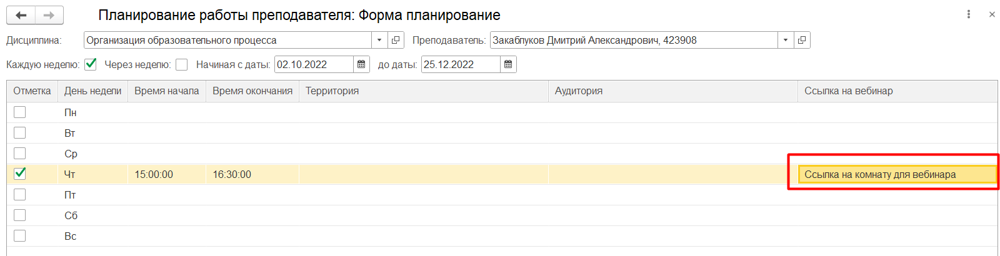 Планирование работы преподавателя: Форма планирование
Дисциплина: Организация образовательного процесса Преподаватель: Закаблуков Дмитрий Александрович, 423908
Каждую неделю: Через неделю: Начиная с даты: 02.10.2022 до даты: 25.12.2022
Отметка День недели Время начала Время окончания Территория Аудитория Ссылка на вебинар
Пн
Вт
Ср
Чт 15:00:00 16:30:00 Ссылка на комнату для вебинара
Пт
Сб
Вс